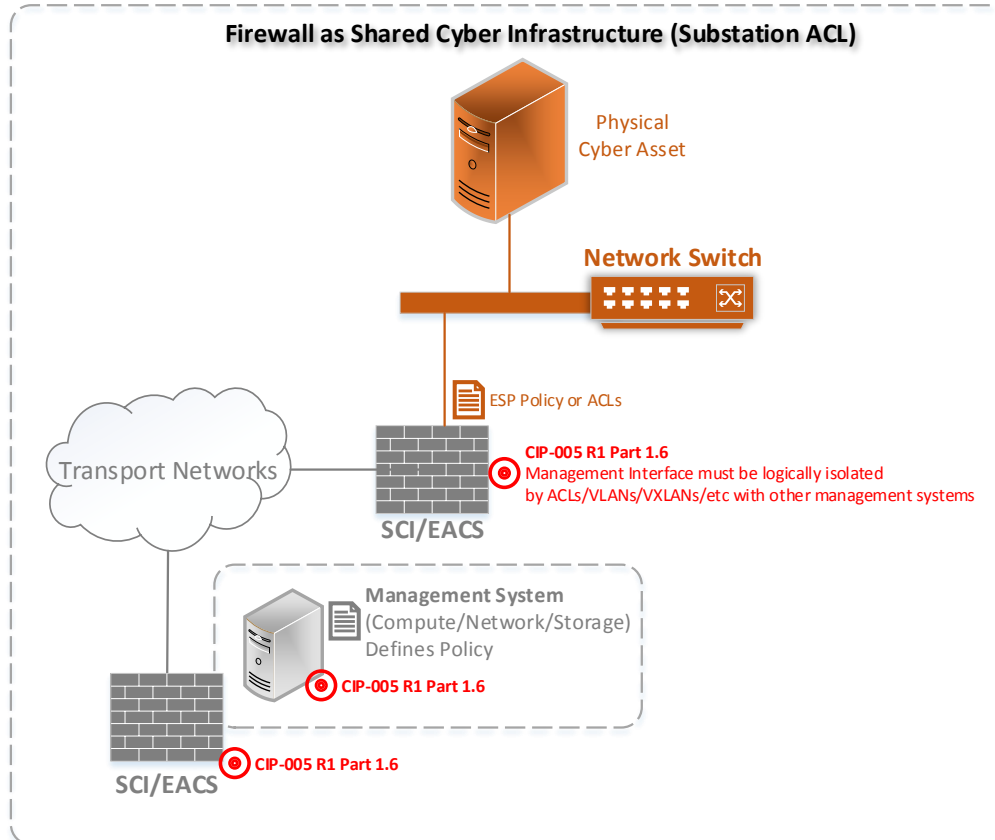 Firewall as Shared Cyber Infrastructure (Substation ACL)
Physical
Cyber Asset
Network Switch
ESP Policy or ACLs
CIP-005 R1 Part 1.6
Management Interface must be logically isolated
by ACLs/VLANs/VXLANs/etc with other management systems
Transport Networks
SCI/EACS
Management System
(Compute/Network/Storage)
Defines Policy
CIP-005 R1 Part 1.6
CIP-005 R1 Part 1.6
SCI/EACS